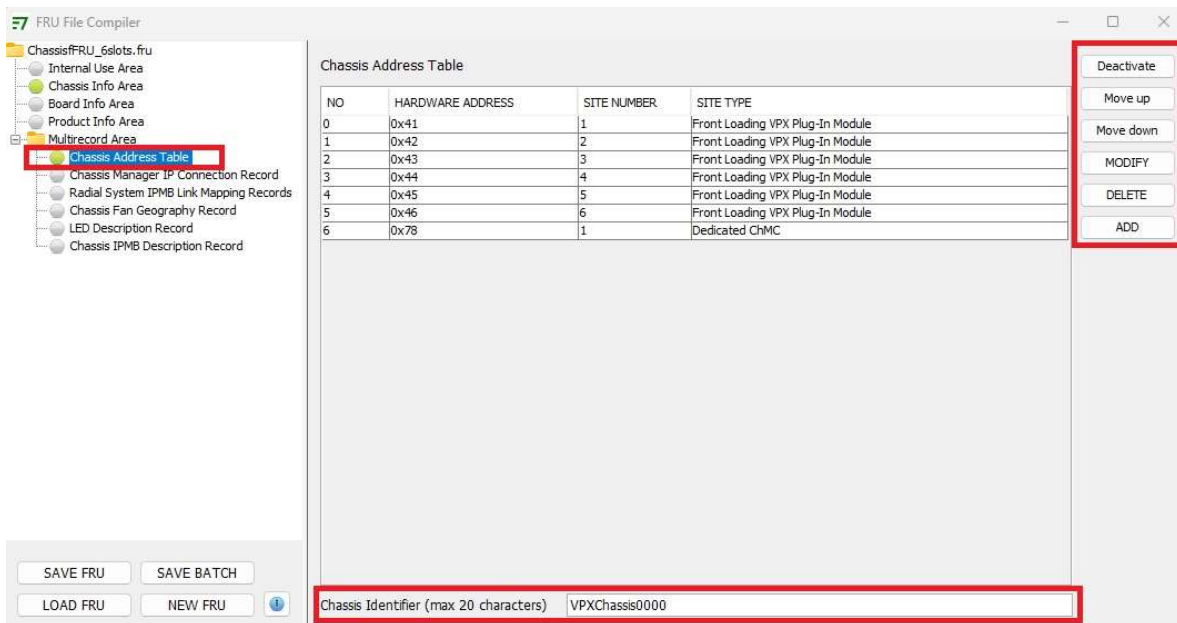 FRU File Compiler
ChassisfFRU_6slots.fru
Internal Use Area
Chassis Info Area
Board Info Area
Product Info Area
Multirecord Area
Chassis Address Table
Chassis Manager IP Connection Record
Radial System IPMB Link Mapping Records
Chassis Fan Geography Record
LED Description Record
Chassis IPMB Description Record
SAVE FRU SAVE BATCH
LOAD FRU NEW FRU
Chassis Address Table
NO HARDWARE ADDRESS SITE NUMBER SITE TYPE
0 0x41 1 Front Loading VPX Plug-In Module
1 0x42 2 Front Loading VPX Plug-In Module
2 0x43 3 Front Loading VPX Plug-In Module
3 0x44 4 Front Loading VPX Plug-In Module
4 0x45 5 Front Loading VPX Plug-In Module
5 0x46 6 Front Loading VPX Plug-In Module
6 0x78 1 Dedicated ChMC
Chassis Identifier (max 20 characters) VPXChassis0000
Deactivate
Move up
Move down
MODIFY
DELETE
ADD